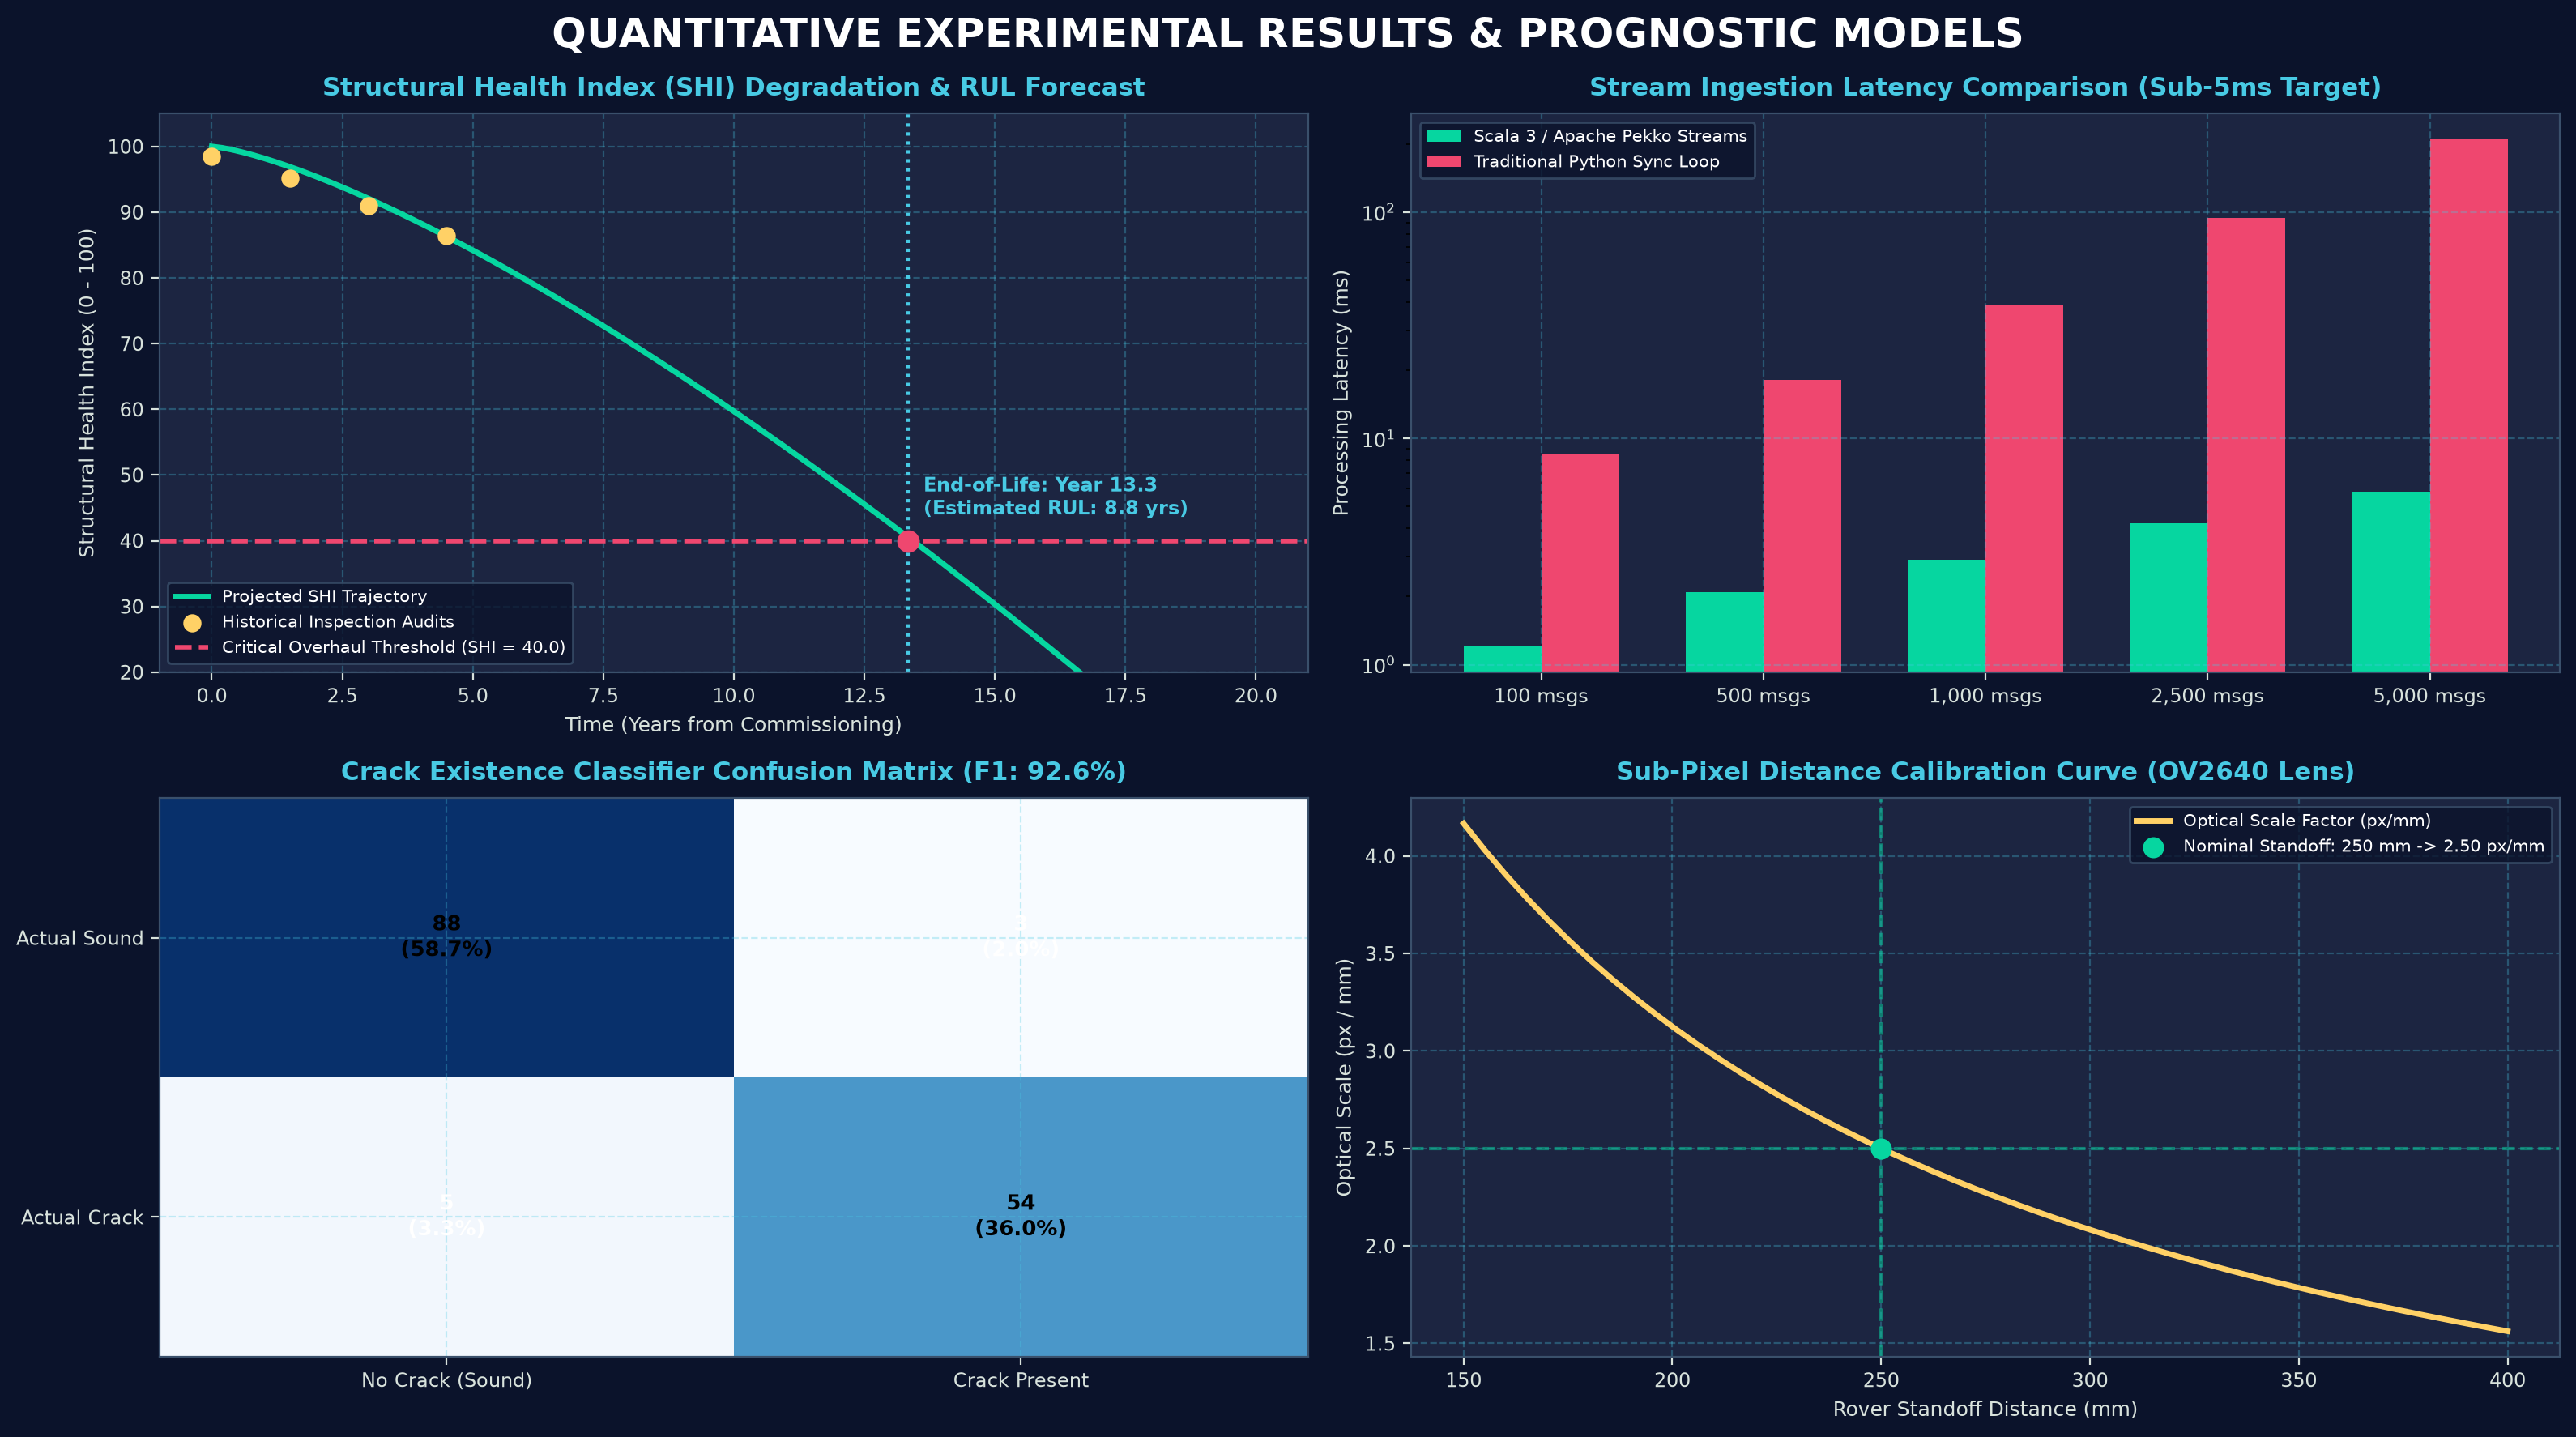 QUANTITATIVE EXPERIMENTAL RESULTS & PROGNOSTIC MODELS
Structural Health Index (SHI) Degradation & RUL Forecast
Structural Health Index (0 - 100)
100
90
80
70
60
50
40
30
20
End-of-Life: Year 13.3
(Estimated RUL: 8.8 yrs)
Projected SHI Trajectory
Historical Inspection Audits
Critical Overhaul Threshold (SHI = 40.0)
0.0 2.5 5.0 7.5 10.0 12.5 15.0 17.5 20.0
Time (Years from Commissioning)
Stream Ingestion Latency Comparison (Sub-5ms Target)
Scala 3 / Apache Pekko Streams
Traditional Python Sync Loop
Processing Latency (ms)
10²
10¹
10⁰
100 msgs 500 msgs 1,000 msgs 2,500 msgs 5,000 msgs
Crack Existence Classifier Confusion Matrix (F1: 92.6%)
Actual Sound
88
(58.7%)
Actual Crack
5
(3.3%)
54
(36.0%)
No Crack (Sound) Crack Present
Sub-Pixel Distance Calibration Curve (OV2640 Lens)
Optical Scale Factor (px/mm)
Nominal Standoff: 250 mm -> 2.50 px/mm
Optical Scale (px / mm)
4.0
3.5
3.0
2.5
2.0
1.5
150 200 250 300 350 400
Rover Standoff Distance (mm)